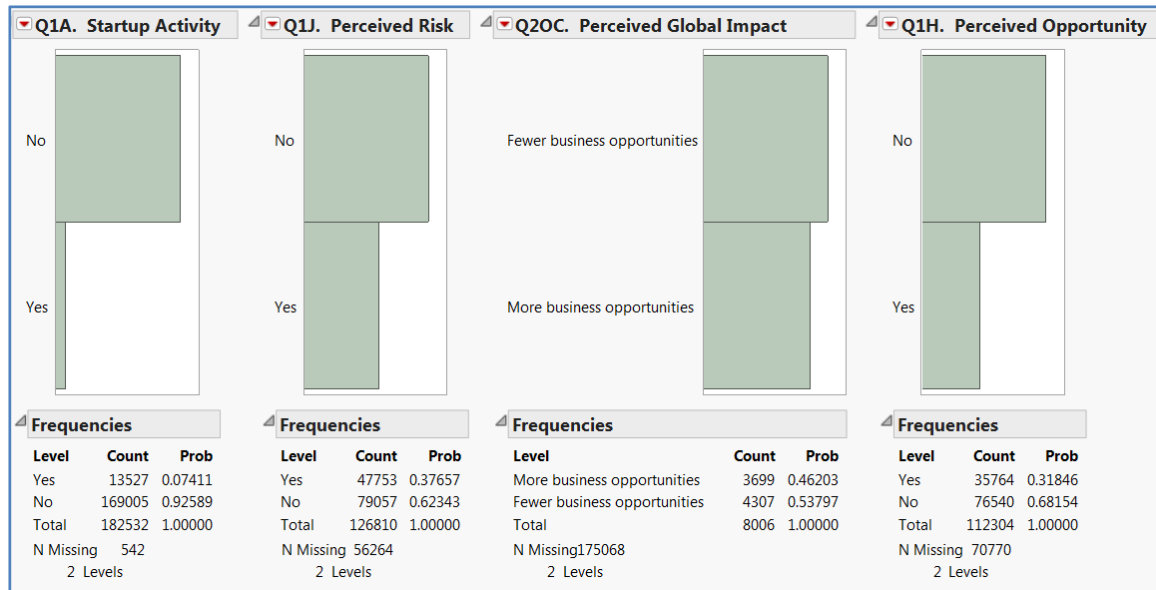 Q1A. Startup Activity
No
Yes
Frequencies
Level Count Prob
Yes 13527 0.07411
No 169005 0.92589
Total 182532 1.00000
N Missing 542
2 Levels
Q1J. Perceived Risk
No
Yes
Frequencies
Level Count Prob
Yes 47753 0.37657
No 79057 0.62343
Total 126810 1.00000
N Missing 56264
2 Levels
Q2OC. Perceived Global Impact
Fewer business opportunities
More business opportunities
Frequencies
Level Count Prob
More business opportunities 3699 0.46203
Fewer business opportunities 4307 0.53797
Total 8006 1.00000
N Missing175068
2 Levels
Q1H. Perceived Opportunity
No
Yes
Frequencies
Level Count Prob
Yes 35764 0.31846
No 76540 0.68154
Total 112304 1.00000
N Missing 70770
2 Levels